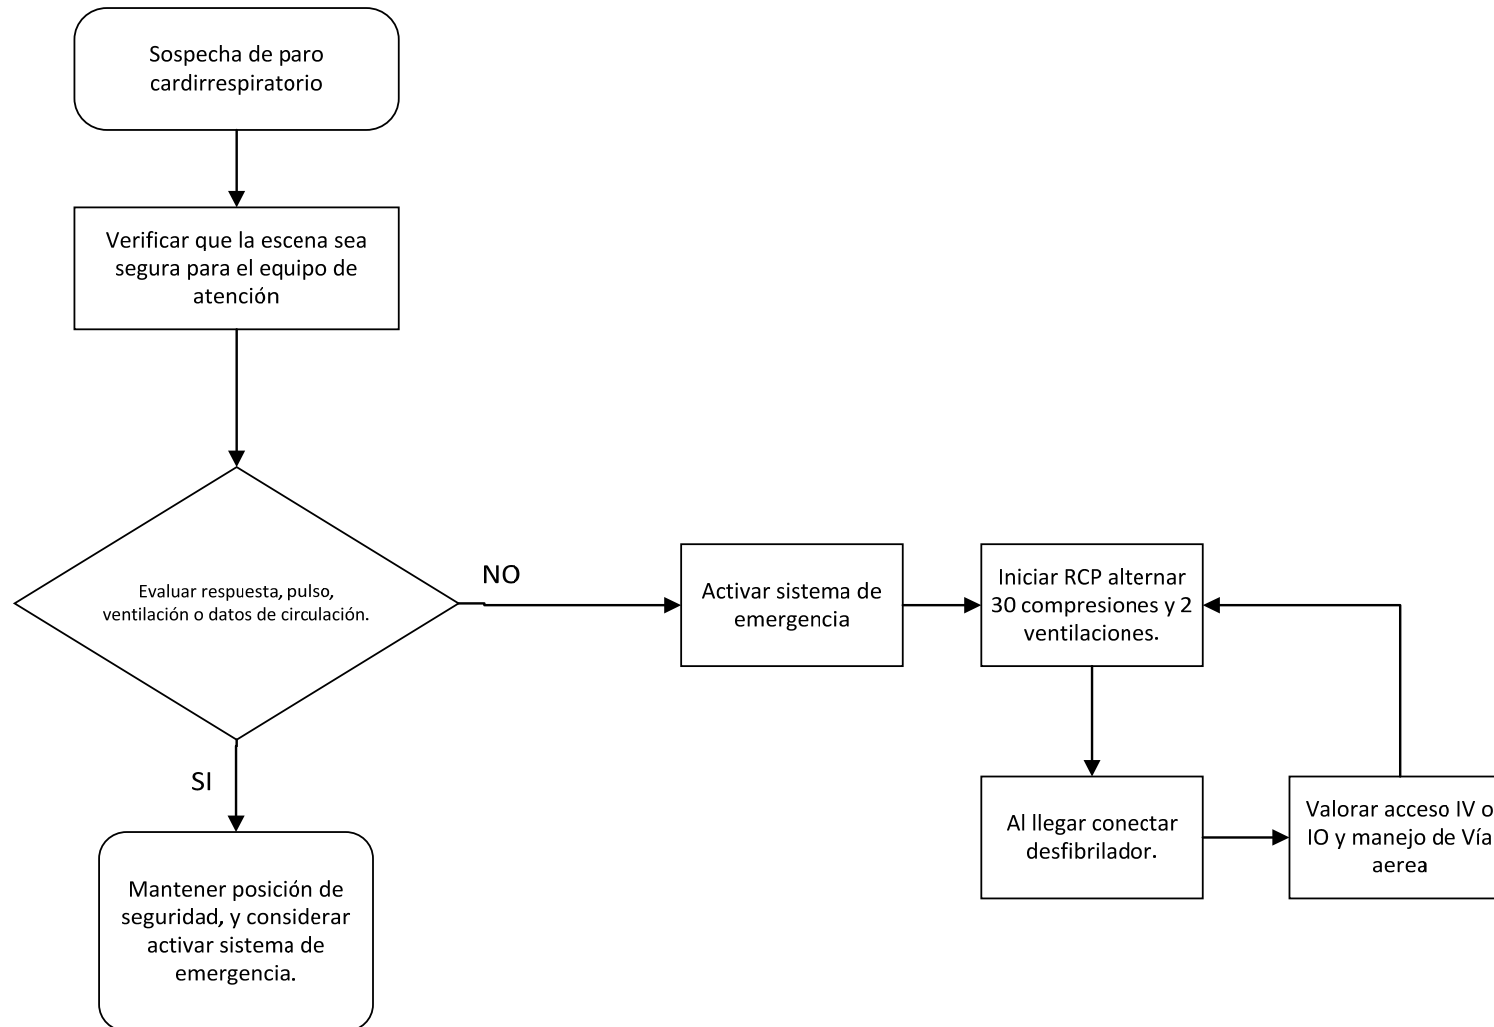 Sospecha de paro
cardirrespiratorio
Verificar que la escena sea
segura para el equipo de
atención
Evaluar respuesta, pulso,
ventilación o datos de circulación.
NO
Activar sistema de
emergencia
Iniciar RCP alternar
30 compresiones y 2
ventilaciones.
Al llegar conectar
desfibrilador.
Valorar acceso IV o
IO y manejo de Vía
aerea
SI
Mantener posición de
seguridad, y considerar
activar sistema de
emergencia.